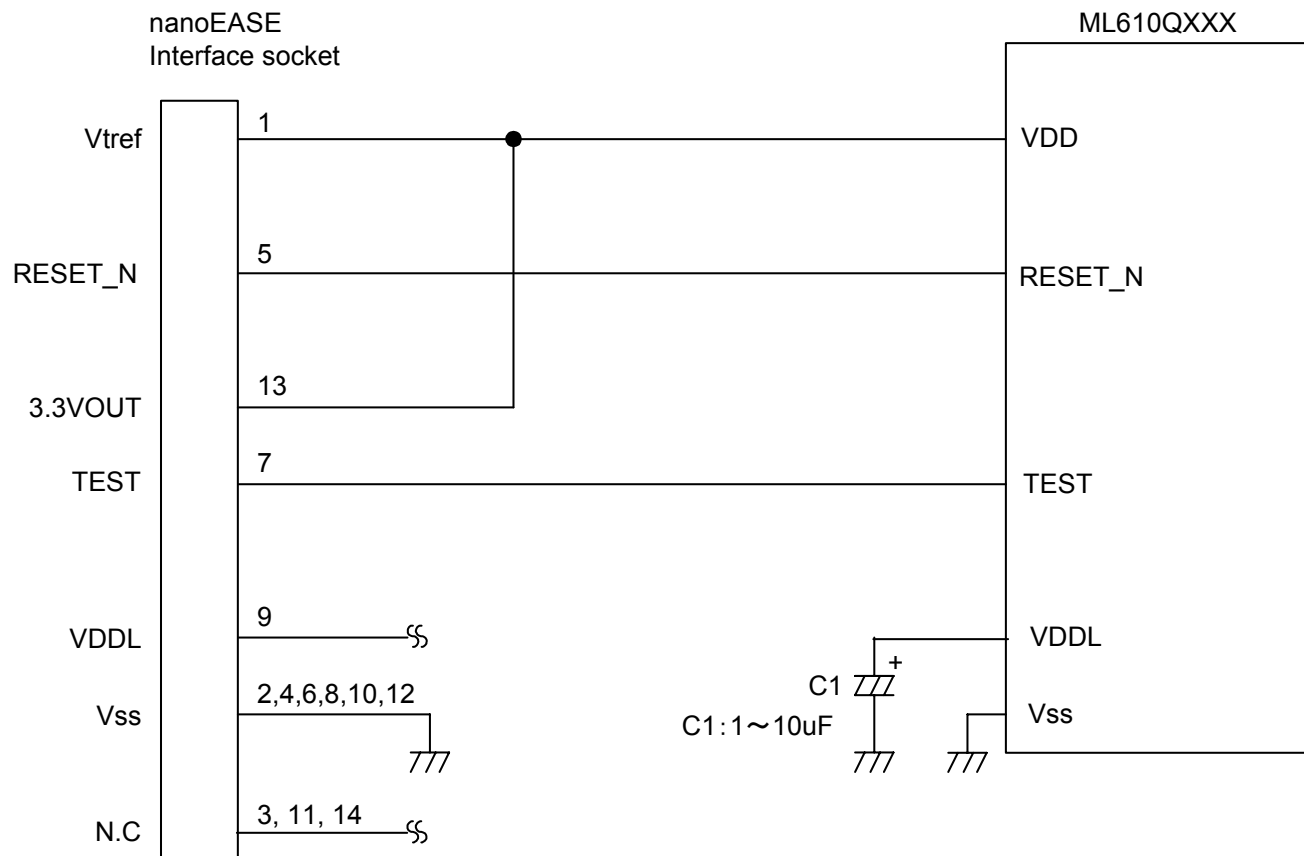 nanoEASE
Interface socket
ML610QXXX
Vtref
1
VDD
RESET_N
5
RESET_N
3.3VOUT
13
TEST
7
TEST
VDDL
9
VDDL
+
C1
C1:1～10uF
Vss
2,4,6,8,10,12
Vss
N.C
3, 11, 14